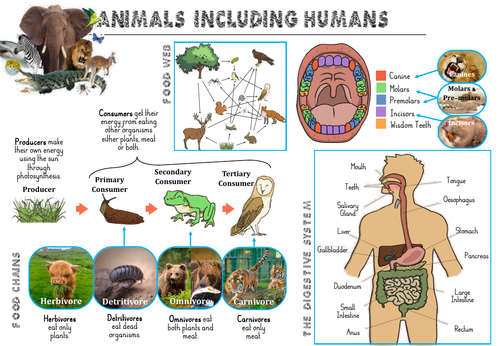 ANIMALS INCLUDING HUMANS
FOOD WEB
Canine
Molars
Premolars
Incisors
Wisdom Teeth
Canines
Molars &
Pre-molars
Incisors
Consumers get their
energy from eating
other organisms
either plants, meat
or both.
Producers make
their own energy
using the sun
through
photosynthesis.
Producer
Primary
Consumer
Secondary
Consumer
Tertiary
Consumer
FOOD CHAINS
Herbivore
Detritivore
Omnivore
Carnivore
Herbivores
eat only
plants.
Detritivores
eat dead
organisms.
Omnivores eat
both plants and
meat.
Carnivores
eat only
meat.
THE DIGESTIVE SYSTEM
Mouth
Teeth
Salivary
Gland
Liver
Gallbladder
Duodenum
Small
Intestine
Anus
Tongue
Oesophagus
Stomach
Pancreas
Large
Intestine
Rectum